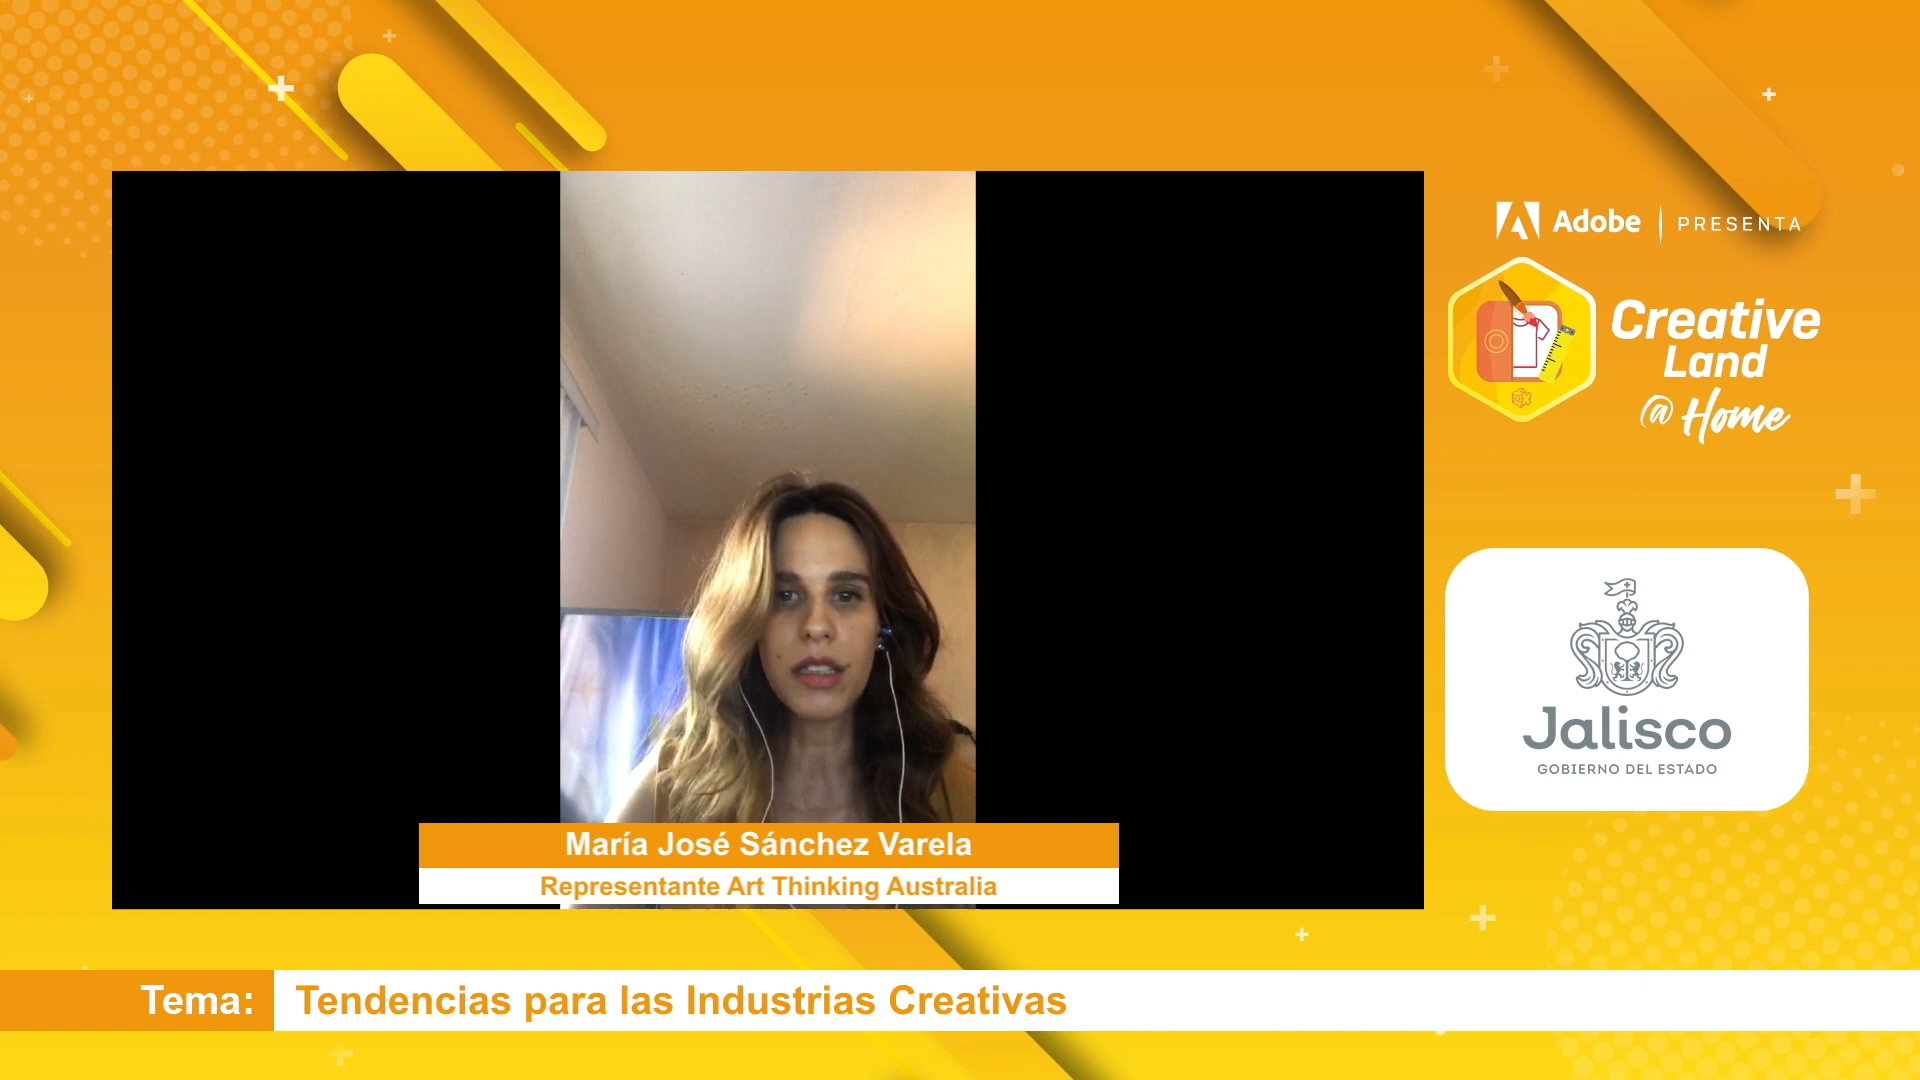 Adobe | PRESENTA
Creative
Land
@ Home
Jalisco
GOBIERNO DEL ESTADO
María José Sánchez Varela
Representante Art Thinking Australia
Tema: Tendencias para las Industrias Creativas